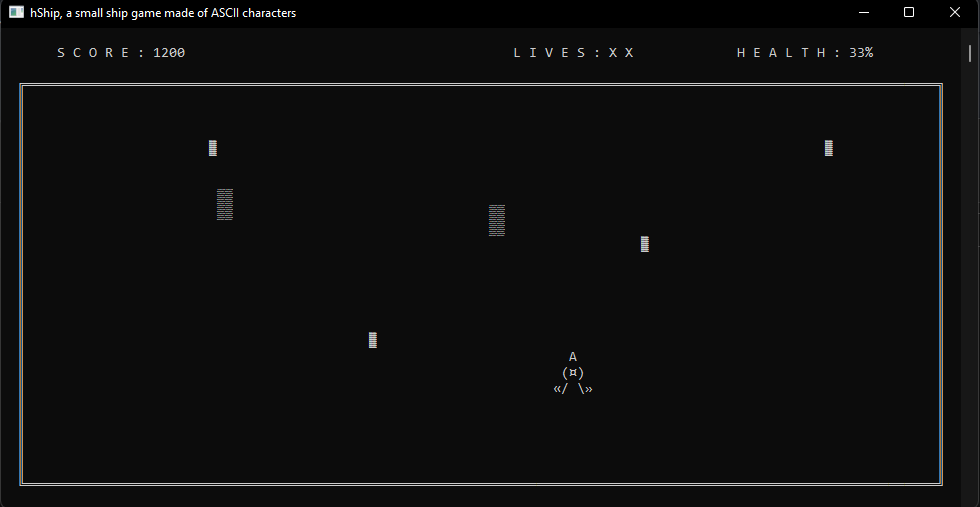 hShip, a small ship game made of ASCII characters
S C O R E : 1200 L I V E S : X X H E A L T H : 33%
A
(¤)
«/ \»